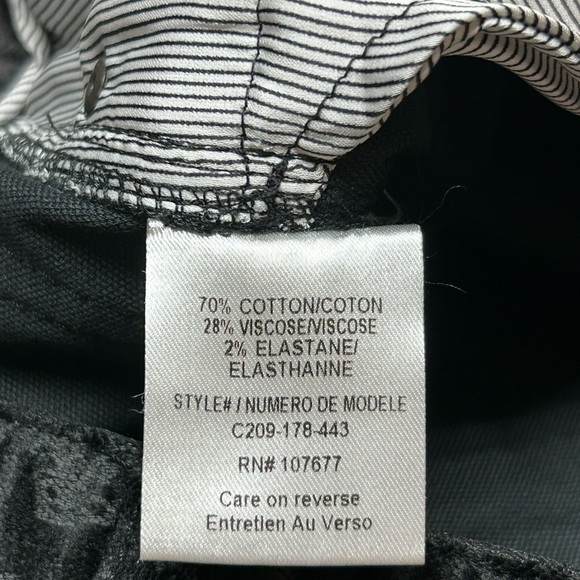 70% COTTON/COTON
28% VISCOSE/VISCOSE
2% ELASTANE/
ELASTHANNE
STYLE# / NUMERO DE MODELE
C209-178-443
RN# 107677
Care on reverse
Entretien Au Verso